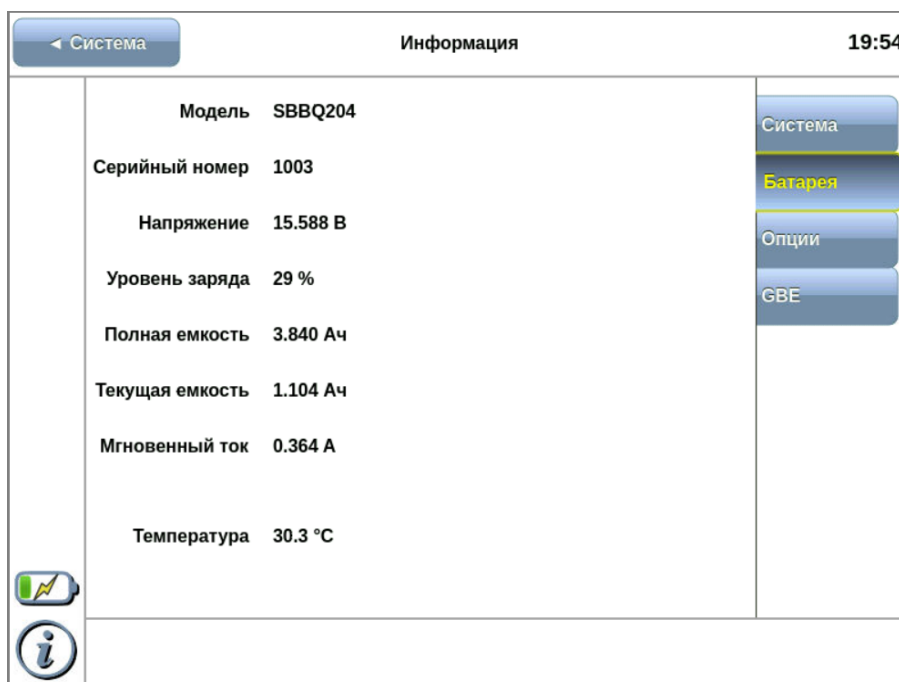 ◄ Система Информация 19:54
Модель SBBQ204
Серийный номер 1003
Напряжение 15.588 В
Уровень заряда 29 %
Полная емкость 3.840 Ач
Текущая емкость 1.104 Ач
Мгновенный ток 0.364 А
Температура 30.3 °C
Система
Батарея
Опции
GBE
i